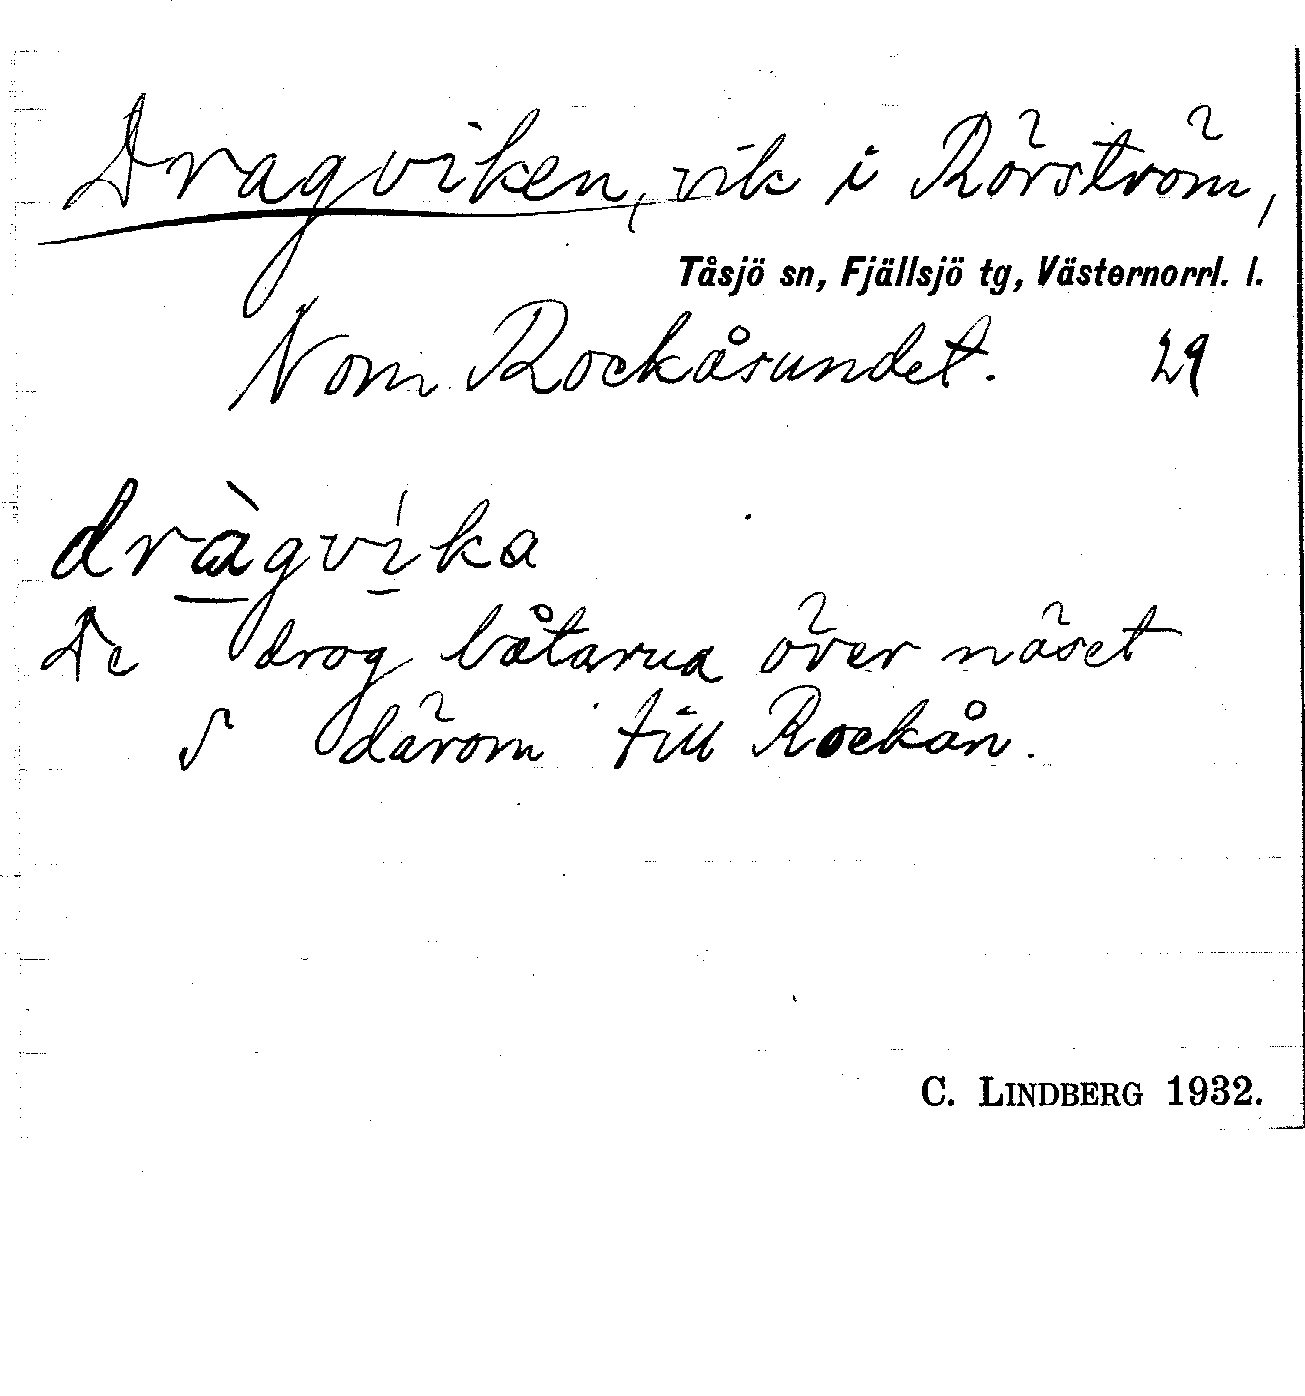 Dragviken, vik i Rörström,
Tåsjö sn, Fjällsjö tg, Västernorrl. l.
N om Rockåsundet. 29
dràgvíka
De drog båtarna över näset
S därom till Rockån.
C. LINDBERG 1932.